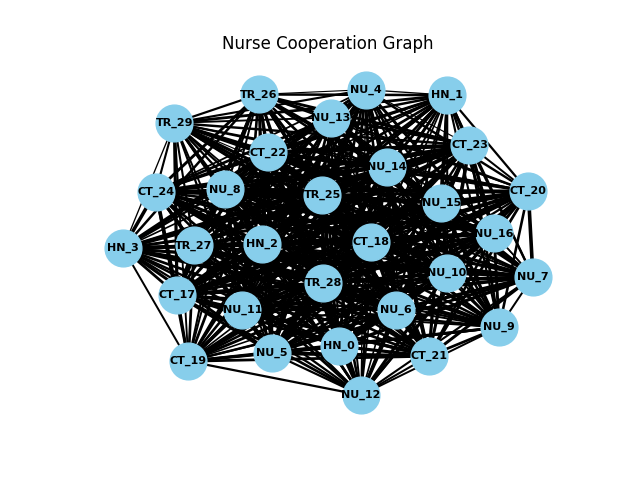 Nurse Cooperation Graph
NU_4
TR_26
HN_1
NU_13
TR_29
CT_23
CT_22
NU_14
NU_8
CT_24
TR_25
CT_20
NU_15
NU_16
CT_18
HN_2
TR_27
HN_3
NU_10
NU_7
TR_28
CT_17
NU_11
NU_6
NU_9
HN_0
NU_5
CT_21
CT_19
NU_12